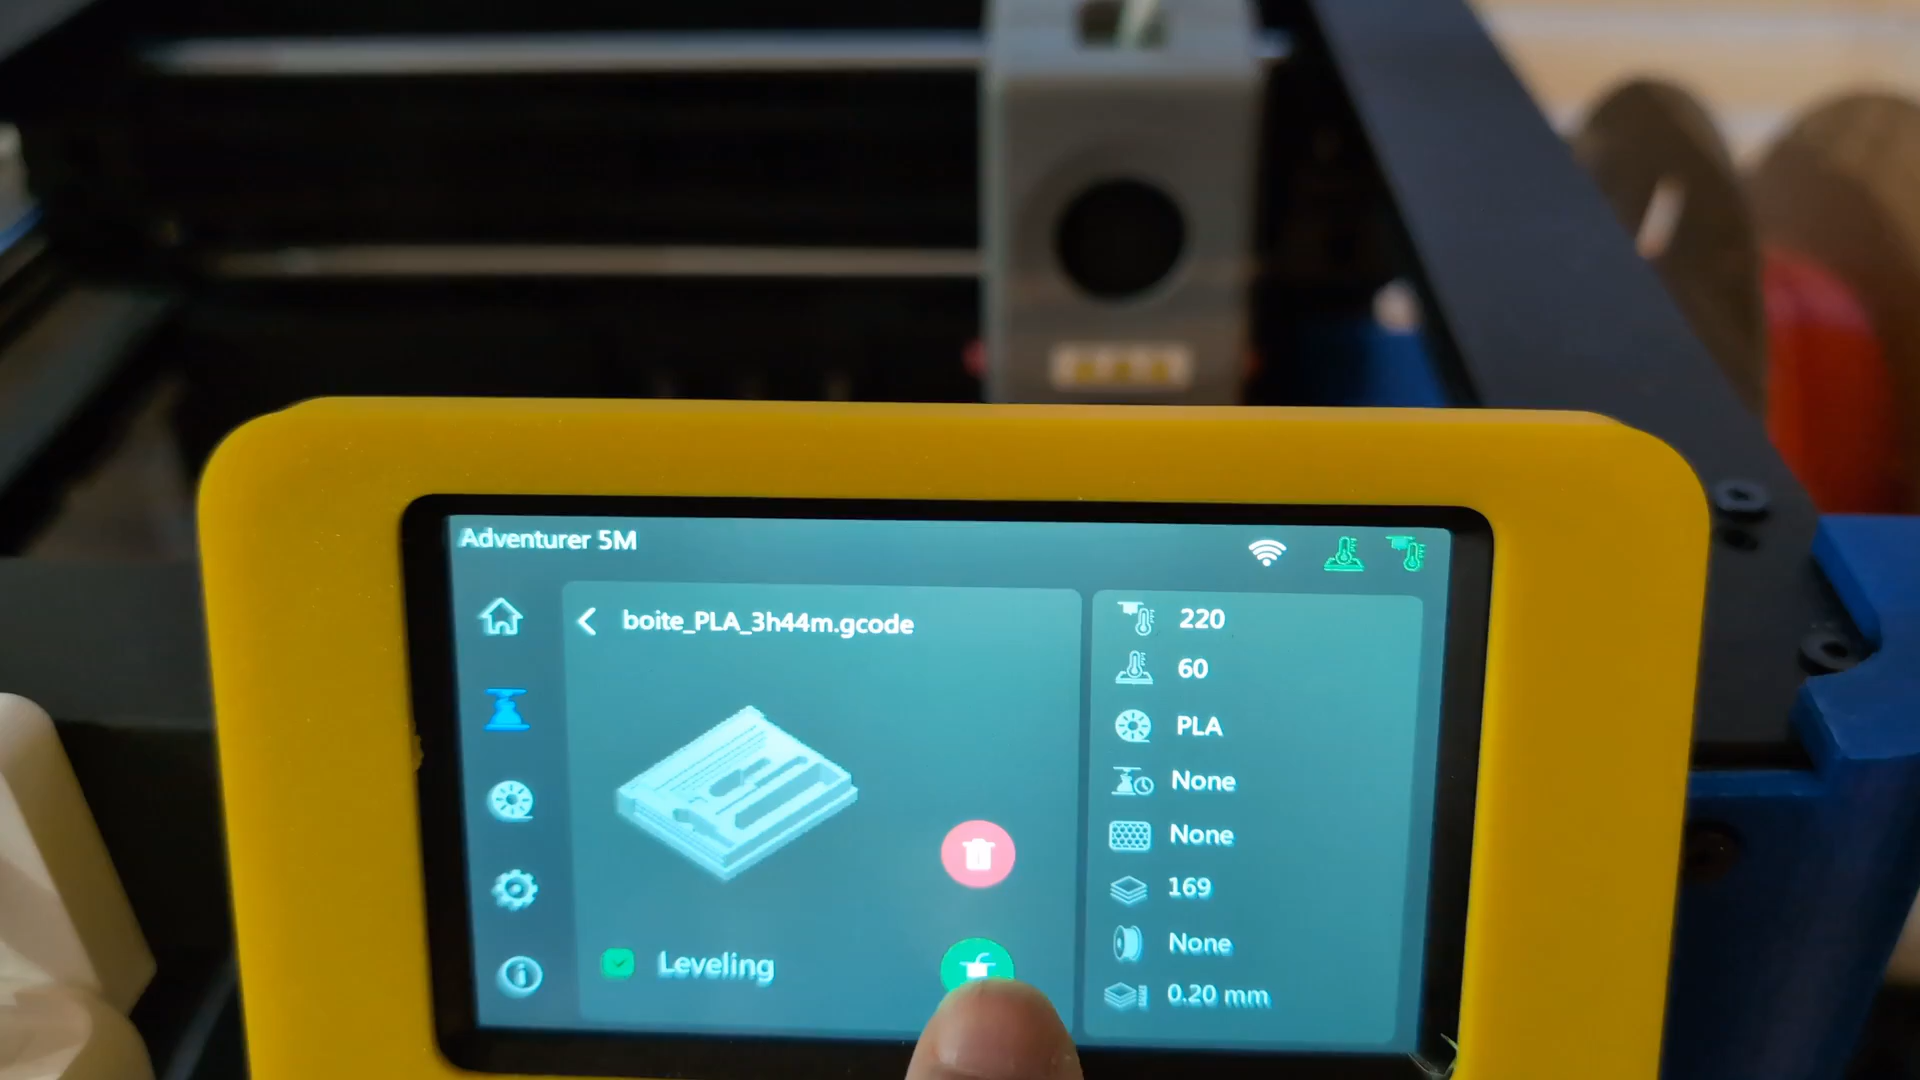 Adventurer 5M
boite_PLA_3h44m.gcode
Leveling
220
60
PLA
None
None
169
None
0.20 mm